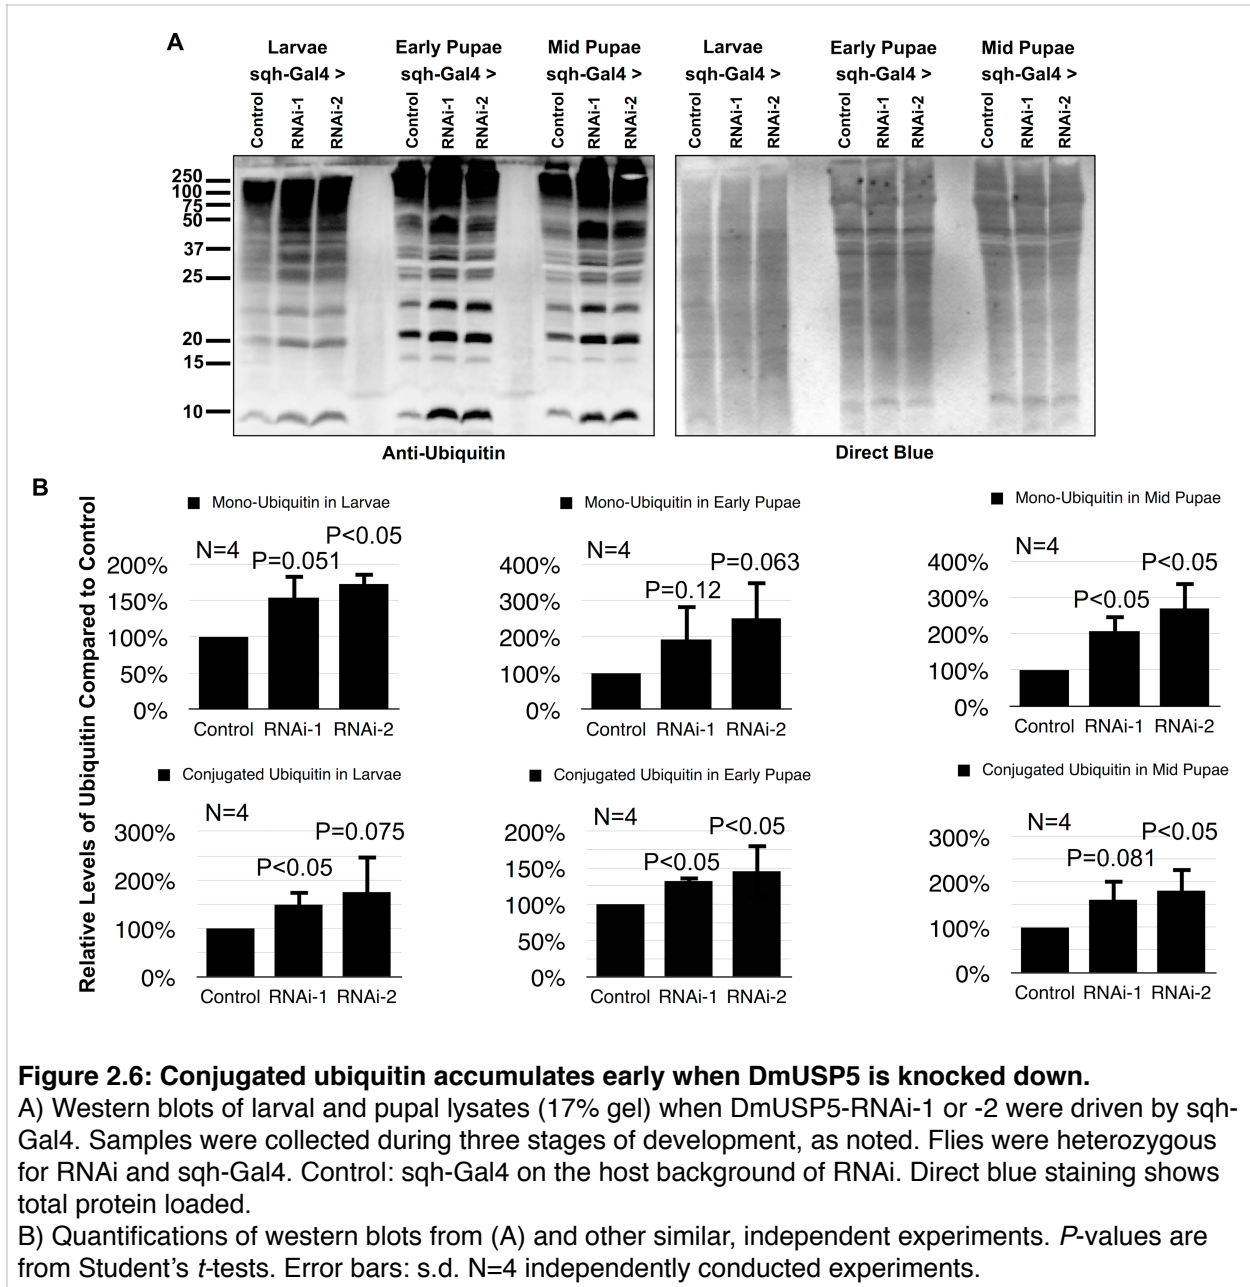 A
Larvae
sqh-Gal4 >
Early Pupae
sqh-Gal4 >
Mid Pupae
sqh-Gal4 >
Larvae
sqh-Gal4 >
Early Pupae
sqh-Gal4 >
Mid Pupae
sqh-Gal4 >
Control
RNAi-1
RNAi-2
Control
RNAi-1
RNAi-2
Control
RNAi-1
RNAi-2
Control
RNAi-1
RNAi-2
Control
RNAi-1
RNAi-2
Control
RNAi-1
RNAi-2
250
100
75
50
37
25
20
15
10
Anti-Ubiquitin
Direct Blue
B
Relative Levels of Ubiquitin Compared to Control
Mono-Ubiquitin in Larvae
N=4
P=0.051
P<0.05
200%
150%
100%
50%
0%
Control RNAi-1 RNAi-2
Mono-Ubiquitin in Early Pupae
N=4
P=0.12
P=0.063
400%
300%
200%
100%
0%
Control RNAi-1 RNAi-2
Mono-Ubiquitin in Mid Pupae
N=4
P<0.05
P<0.05
400%
300%
200%
100%
0%
Control RNAi-1 RNAi-2
Conjugated Ubiquitin in Larvae
N=4
P<0.05
P=0.075
300%
200%
100%
0%
Control RNAi-1 RNAi-2
Conjugated Ubiquitin in Early Pupae
N=4
P<0.05
P<0.05
200%
150%
100%
50%
0%
Control RNAi-1 RNAi-2
Conjugated Ubiquitin in Mid Pupae
N=4
P=0.081
P<0.05
300%
200%
100%
0%
Control RNAi-1 RNAi-2
Figure 2.6: Conjugated ubiquitin accumulates early when DmUSP5 is knocked down.
A) Western blots of larval and pupal lysates (17% gel) when DmUSP5-RNAi-1 or -2 were driven by sqh-
Gal4. Samples were collected during three stages of development, as noted. Flies were heterozygous
for RNAi and sqh-Gal4. Control: sqh-Gal4 on the host background of RNAi. Direct blue staining shows
total protein loaded.
B) Quantifications of western blots from (A) and other similar, independent experiments. P-values are
from Student’s t-tests. Error bars: s.d. N=4 independently conducted experiments.